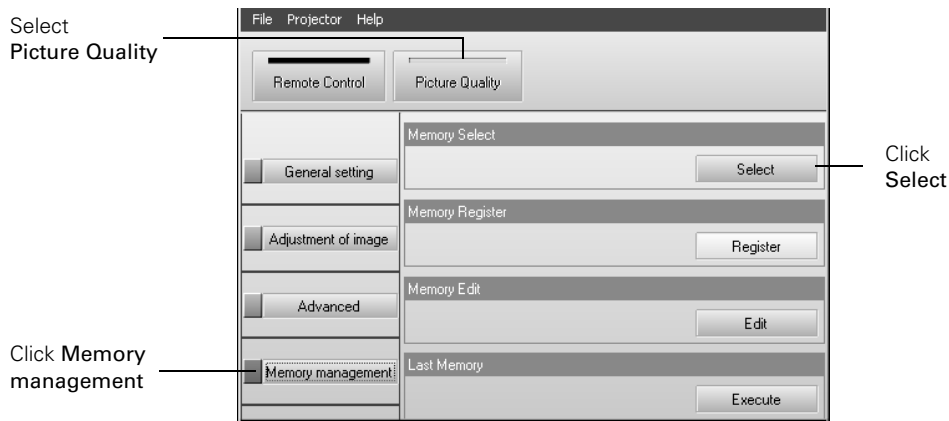 Select
Picture Quality
File Projector Help
Remote Control
Picture Quality
General setting
Adjustment of image
Advanced
Memory management
Memory Select
Select
Memory Register
Register
Memory Edit
Edit
Last Memory
Execute
Click
Select
Click Memory
management